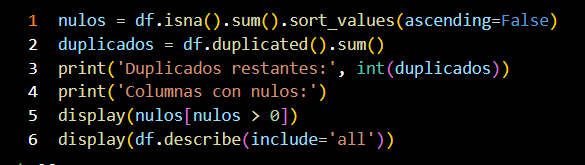 1 nulos = df.isna().sum().sort_values(ascending=False)
2 duplicados = df.duplicated().sum()
3 print('Duplicados restantes:', int(duplicados))
4 print('Columnas con nulos:')
5 display(nulos[nulos > 0])
6 display(df.describe(include='all'))